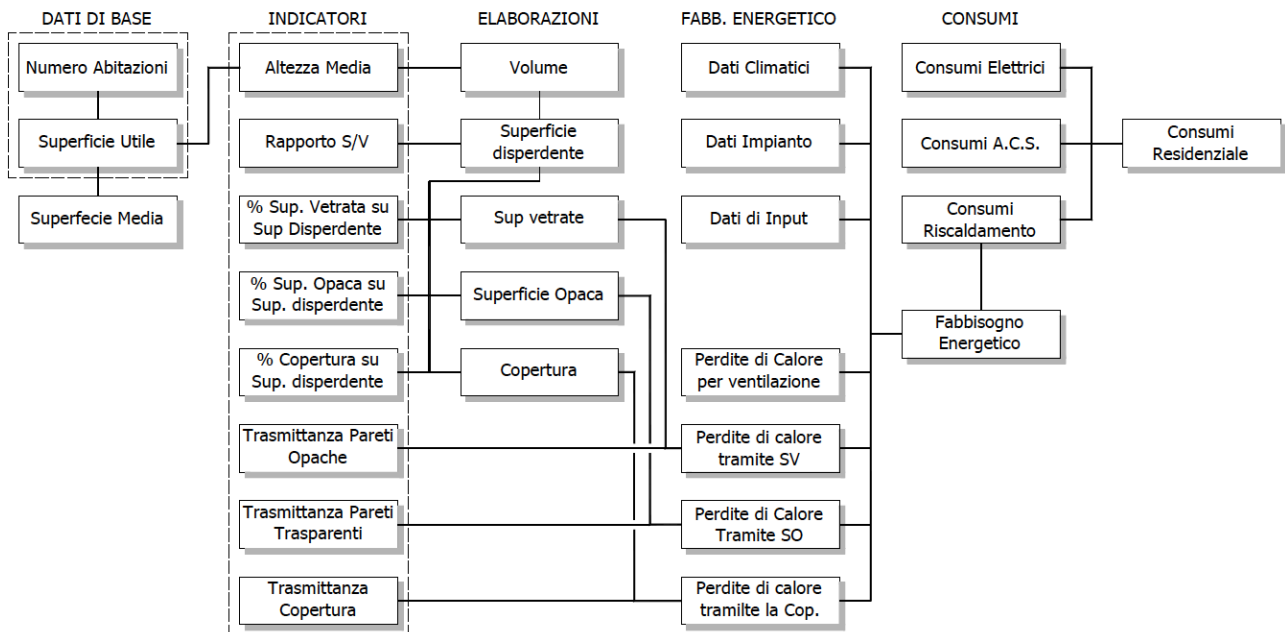 DATI DI BASE
INDICATORI
ELABORAZIONI
FABB. ENERGETICO
CONSUMI
Numero Abitazioni
Superficie Utile
Superfecie Media
Altezza Media
Rapporto S/V
% Sup. Vetrata su
Sup Disperdente
% Sup. Opaca su
Sup. disperdente
% Copertura su
Sup. disperdente
Trasmittanza Pareti
Opache
Trasmittanza Pareti
Trasparenti
Trasmittanza
Copertura
Volume
Superficie
disperdente
Sup vetrate
Superficie Opaca
Copertura
Dati Climatici
Dati Impianto
Dati di Input
Perdite di Calore
per ventilazione
Perdite di calore
tramite SV
Perdite di Calore
Tramite SO
Perdite di calore
tramilte la Cop.
Consumi Elettrici
Consumi A.C.S.
Consumi
Riscaldamento
Fabbisogno
Energetico
Consumi
Residenziale